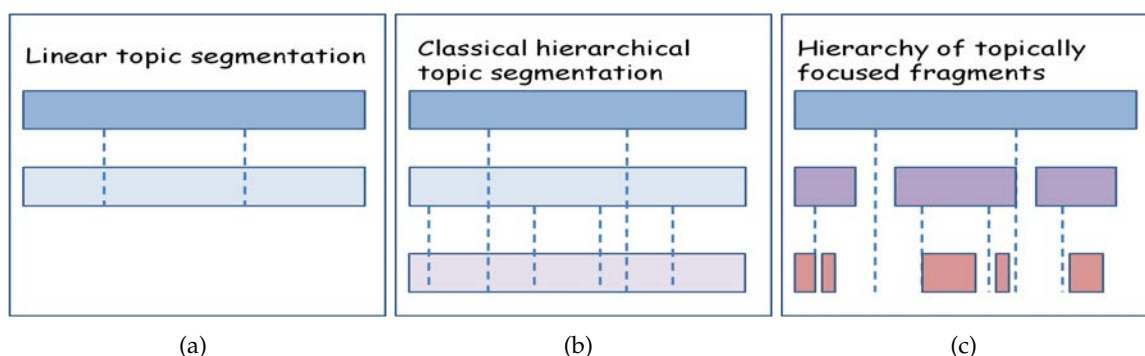 Linear topic segmentation
Classical hierarchical
topic segmentation
Hierarchy of topically
focused fragments
(a)
(b)
(c)